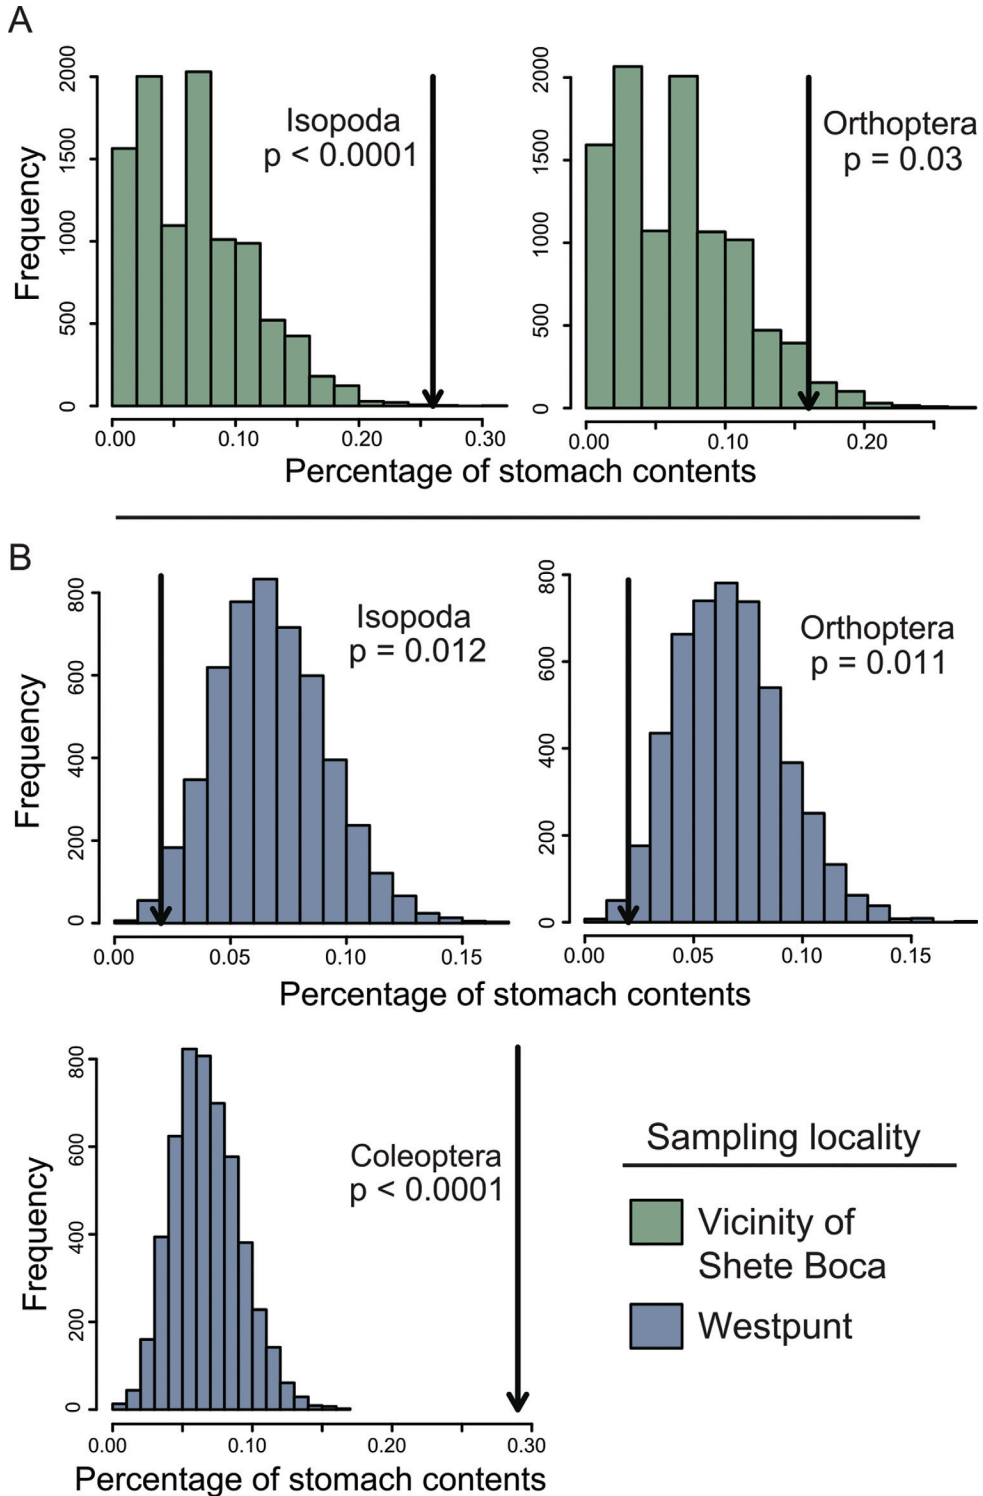 A
Frequency
2000
1500
1000
500
0
Isopoda
p < 0.0001
0.00 0.10 0.20 0.30
2000
1500
1000
500
0
Orthoptera
p = 0.03
0.00 0.10 0.20
Percentage of stomach contents
B
Frequency
800
600
400
200
0
Isopoda
p = 0.012
0.00 0.05 0.10 0.15
800
600
400
200
0
Orthoptera
p = 0.011
0.00 0.05 0.10 0.15
Percentage of stomach contents
Frequency
800
600
400
200
0
Coleoptera
p < 0.0001
0.00 0.10 0.20 0.30
Percentage of stomach contents
Sampling locality
Vicinity of
Shete Boca
Westpunt